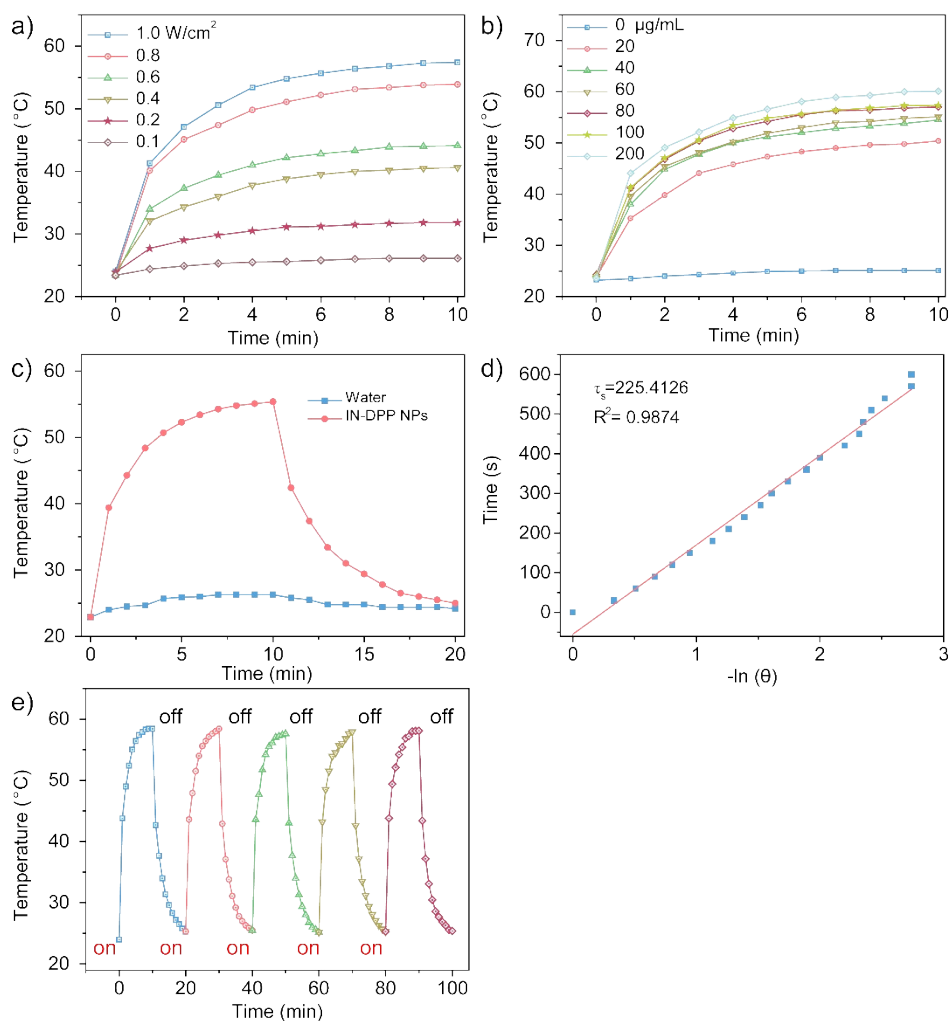 a)
1.0 W/cm²
0.8
0.6
0.4
0.2
0.1
Temperature (°C)
60
50
40
30
20
0 2 4 6 8 10
Time (min)
b)
0 µg/mL
20
40
60
80
100
200
Temperature (°C)
70
60
50
40
30
20
0 2 4 6 8 10
Time (min)
c)
Water
IN-DPP NPs
Temperature (°C)
60
50
40
30
20
0 5 10 15 20
Time (min)
d)
τs=225.4126
R²= 0.9874
Time (s)
600
500
400
300
200
100
0
0 1 2 3
-ln (θ)
e)
off off off off off
Temperature (°C)
60
50
40
30
20
on on on on on
0 20 40 60 80 100
Time (min)